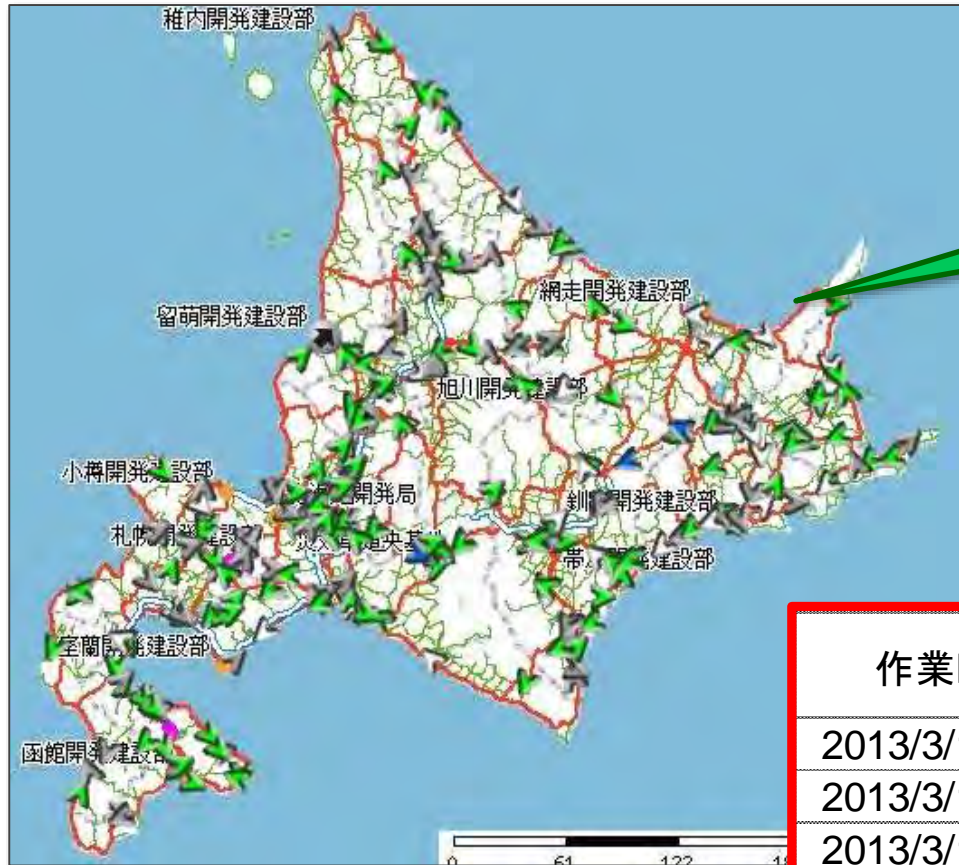 稚内開発建設部
網走開発建設部
留萌開発建設部
旭川開発建設部
小樽開発建設部
開発局
釧路開発建設部
札幌開発建設部
帯広開発建設部
室蘭開発建設部
函館開発建設部
0 61 122
作業
2013/3/
2013/3/
2013/3/